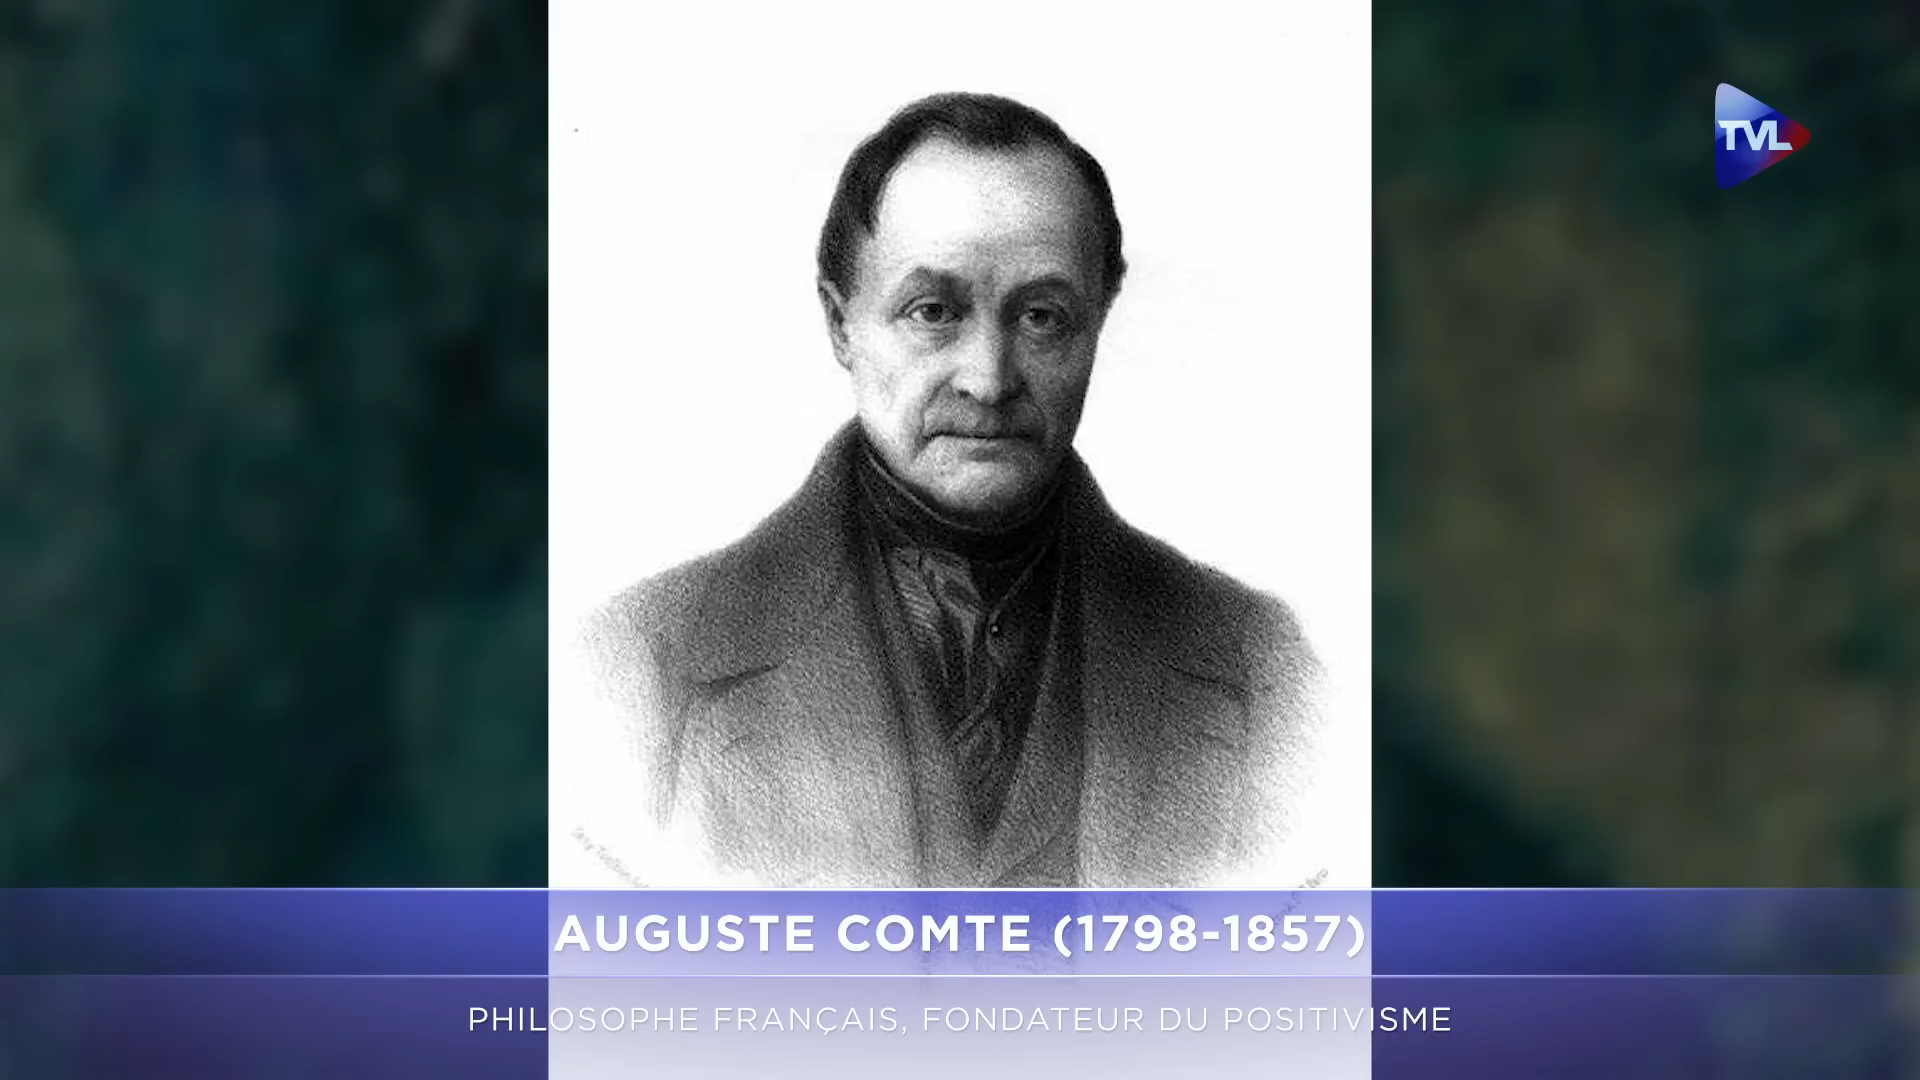 TVL
AUGUSTE COMTE (1798-1857)
PHILOSOPHE FRANÇAIS, FONDATEUR DU POSITIVISME